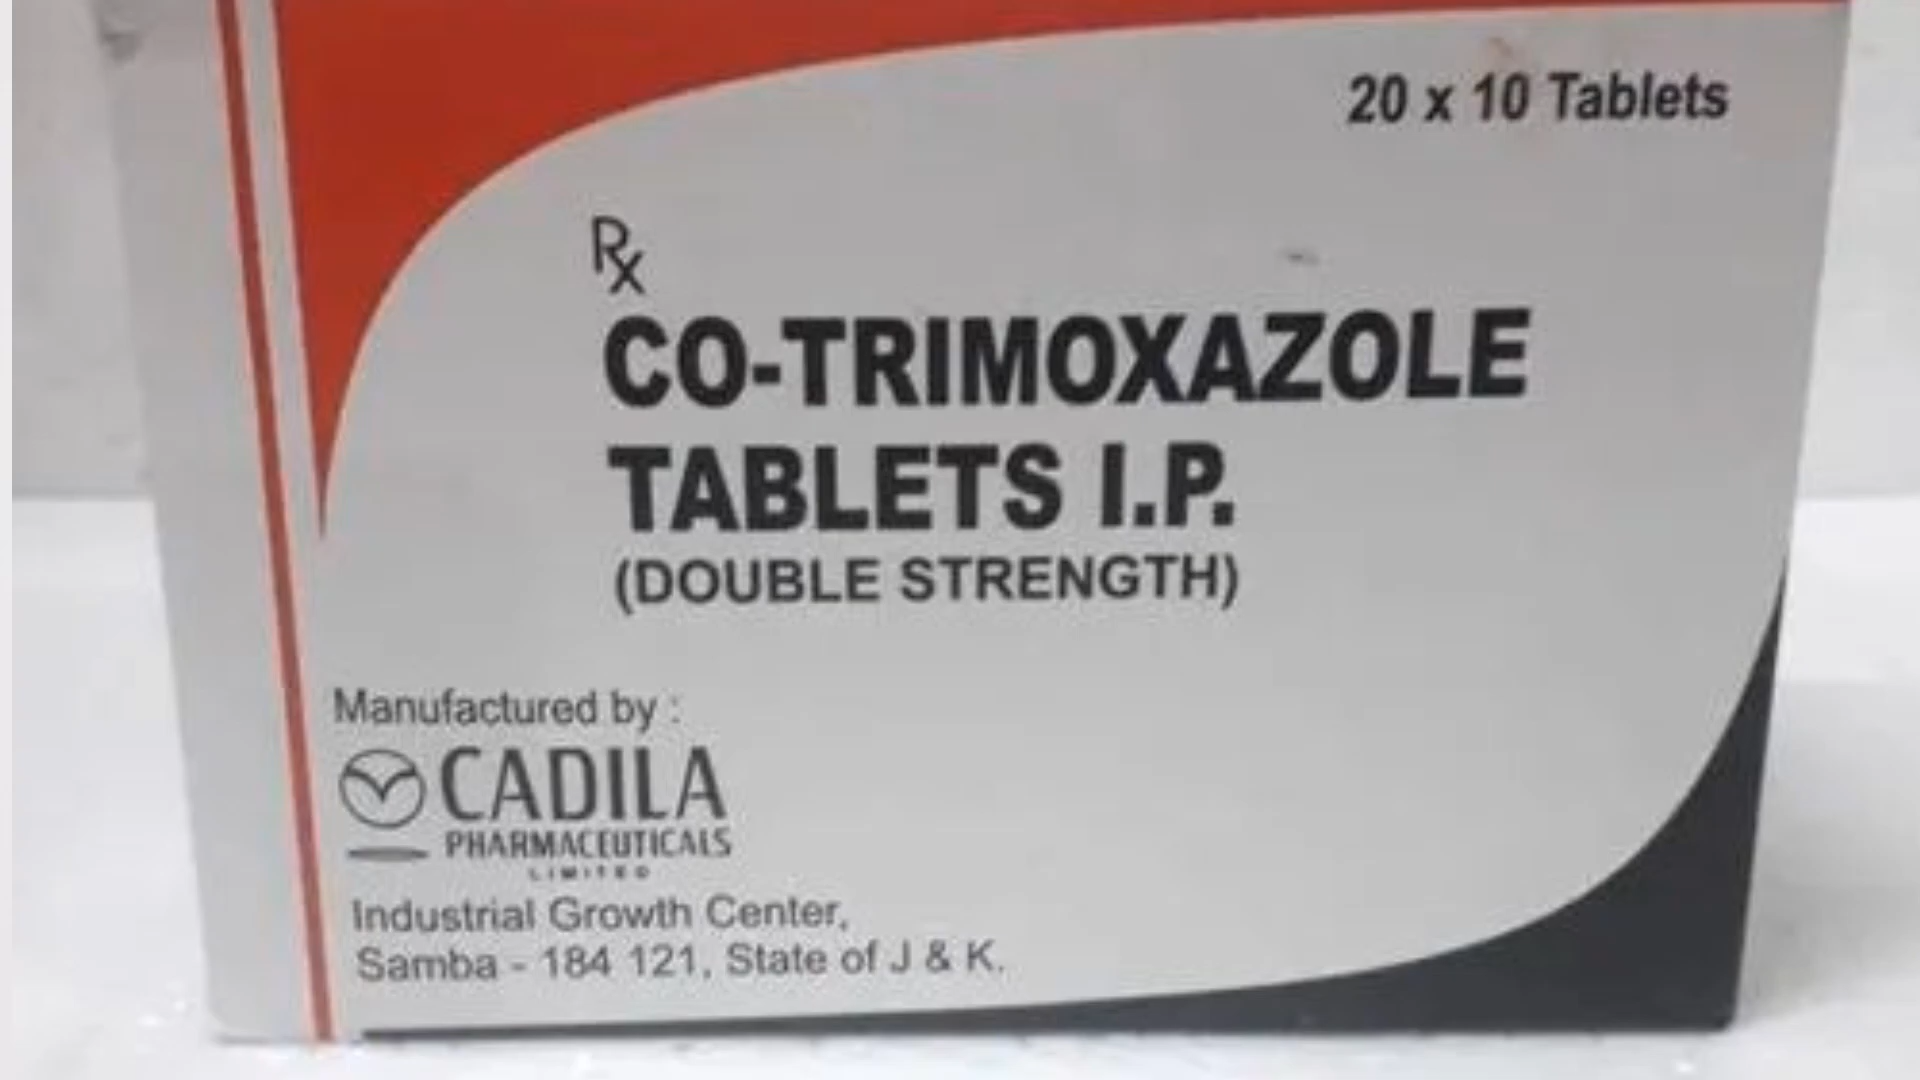 20 x 10 Tablets
Rx
CO-TRIMOXAZOLE
TABLETS I.P.
(DOUBLE STRENGTH)
Manufactured by :
CADILA
PHARMACEUTICALS
LIMITED
Industrial Growth Center,
Samba - 184 121, State of J & K.